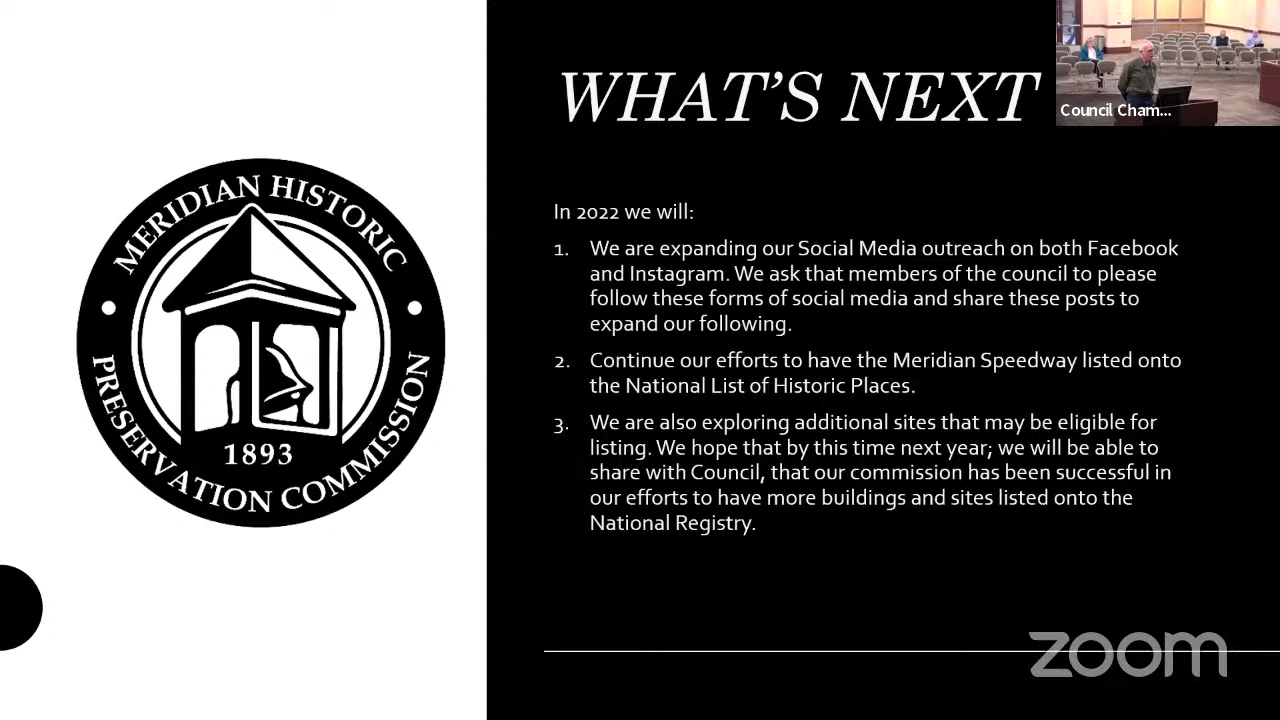 WHAT'S NEXT
Council Cham...
MERIDIAN HISTORIC
PRESERVATION COMMISSION
1893
In 2022 we will:
1. We are expanding our Social Media outreach on both Facebook
and Instagram. We ask that members of the council to please
follow these forms of social media and share these posts to
expand our following.
2. Continue our efforts to have the Meridian Speedway listed onto
the National List of Historic Places.
3. We are also exploring additional sites that may be eligible for
listing. We hope that by this time next year; we will be able to
share with Council, that our commission has been successful in
our efforts to have more buildings and sites listed onto the
National Registry.
zoom